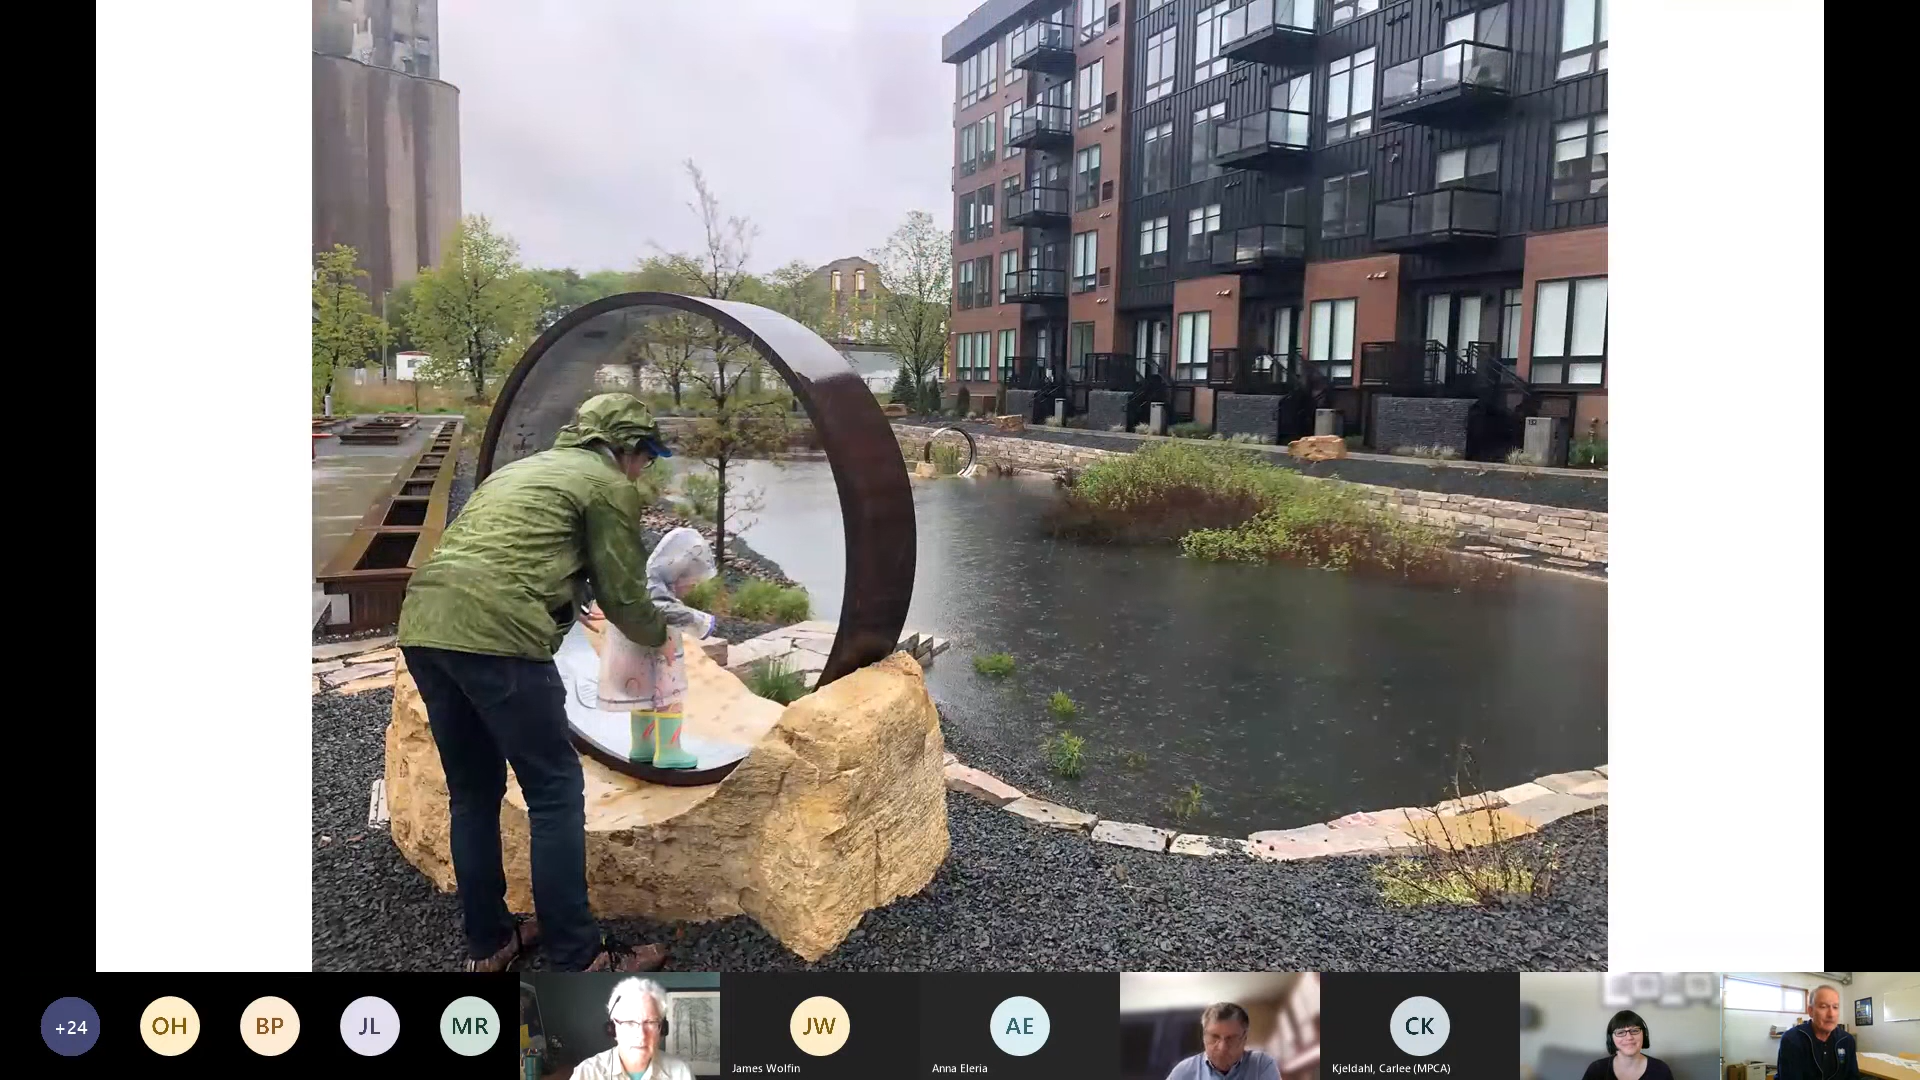 +24
OH
BP
JL
MR
JW
James Wolfin
AE
Anna Eleria
CK
Kjeldahl, Carlee (MPCA)